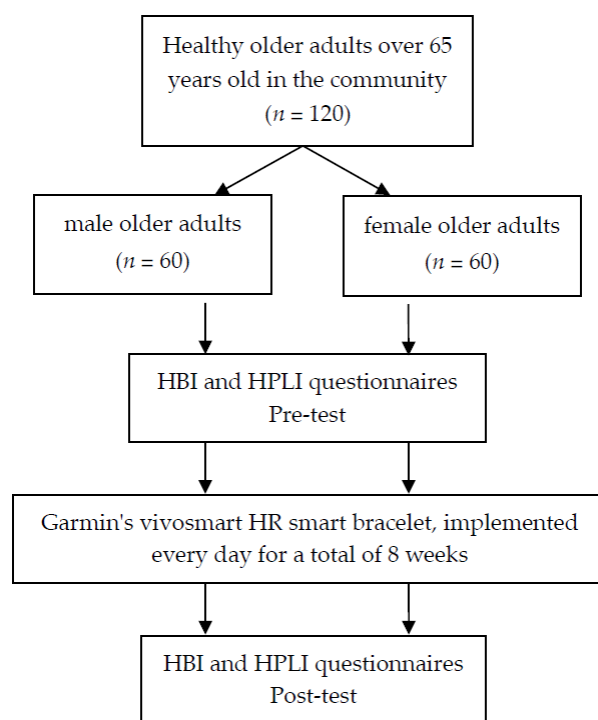 Healthy older adults over 65
years old in the community
(n = 120)
male older adults
(n = 60)
female older adults
(n = 60)
HBI and HPLI questionnaires
Pre-test
Garmin's vivosmart HR smart bracelet, implemented
every day for a total of 8 weeks
HBI and HPLI questionnaires
Post-test